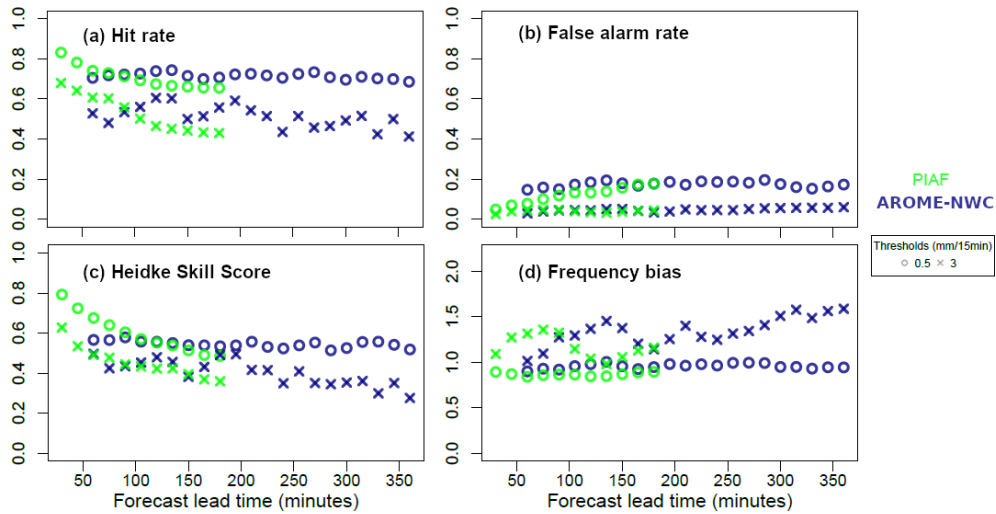 (a) Hit rate
1.0
0.8
0.6
0.4
0.2
0.0
(b) False alarm rate
1.0
0.8
0.6
0.4
0.2
0.0
(c) Heidke Skill Score
1.0
0.8
0.6
0.4
0.2
0.0
50 100 150 200 250 300 350
Forecast lead time (minutes)
(d) Frequency bias
2.0
1.5
1.0
0.5
0.0
50 100 150 200 250 300 350
Forecast lead time (minutes)
PIAF
AROME-NWC
Thresholds (mm/15min)
0.5 3